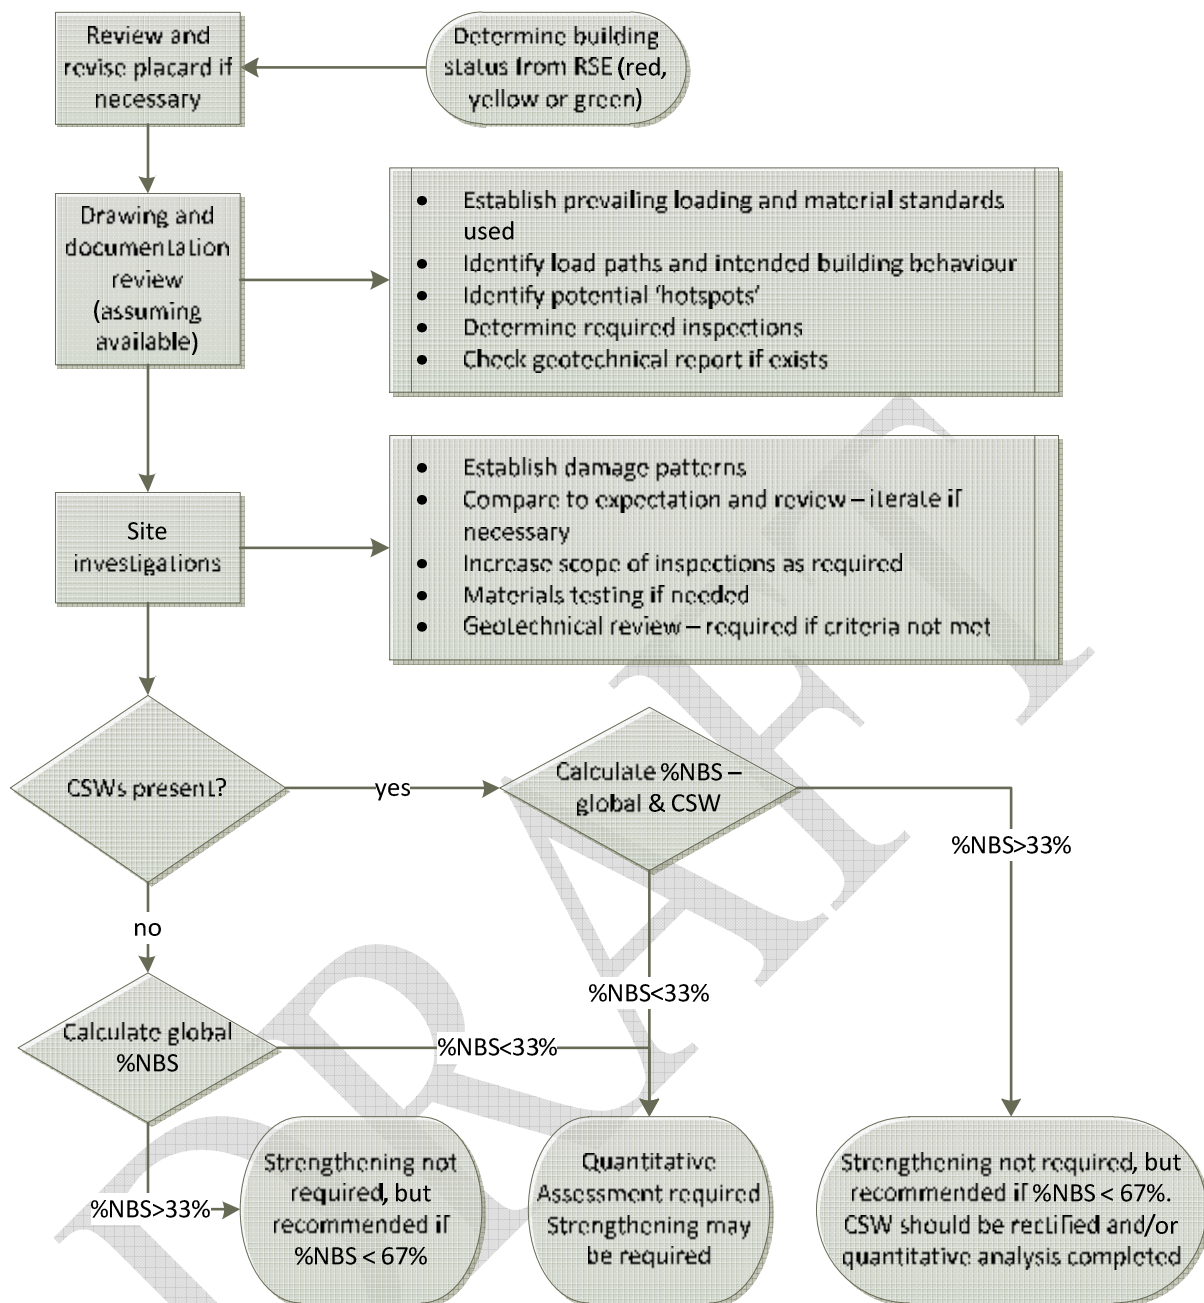 Review and
revise placard if
necessary
Determine building
status from RSE (red,
yellow or green)
Drawing and
documentation
review
(assuming
available)
• Establish prevailing loading and material standards
used
• Identify load paths and intended building behaviour
• Identify potential ‘hotspots’
• Determine required inspections
• Check geotechnical report if exists
Site
investigations
• Establish damage patterns
• Compare to expectation and review – iterate if
necessary
• Increase scope of inspections as required
• Materials testing if needed
• Geotechnical review – required if criteria not met
CSWs present?
yes
Calculate %NBS –
global & CSW
%NBS>33%
no
%NBS<33%
Calculate global
%NBS
%NBS<33%
%NBS>33%
Strengthening not
required, but
recommended if
%NBS < 67%
Quantitative
Assessment required
Strengthening may
be required
Strengthening not required, but
recommended if %NBS < 67%.
CSW should be rectified and/or
quantitative analysis completed
DRAFT